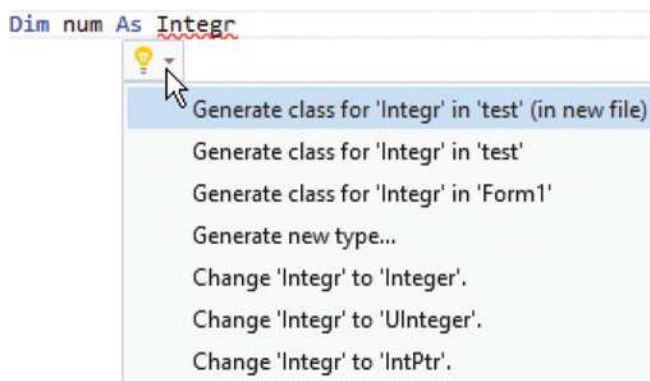 Dim num As Integr
Generate class for 'Integr' in 'test' (in new file)
Generate class for 'Integr' in 'test'
Generate class for 'Integr' in 'Form1'
Generate new type...
Change 'Integr' to 'Integer'.
Change 'Integr' to 'UInteger'.
Change 'Integr' to 'IntPtr'.